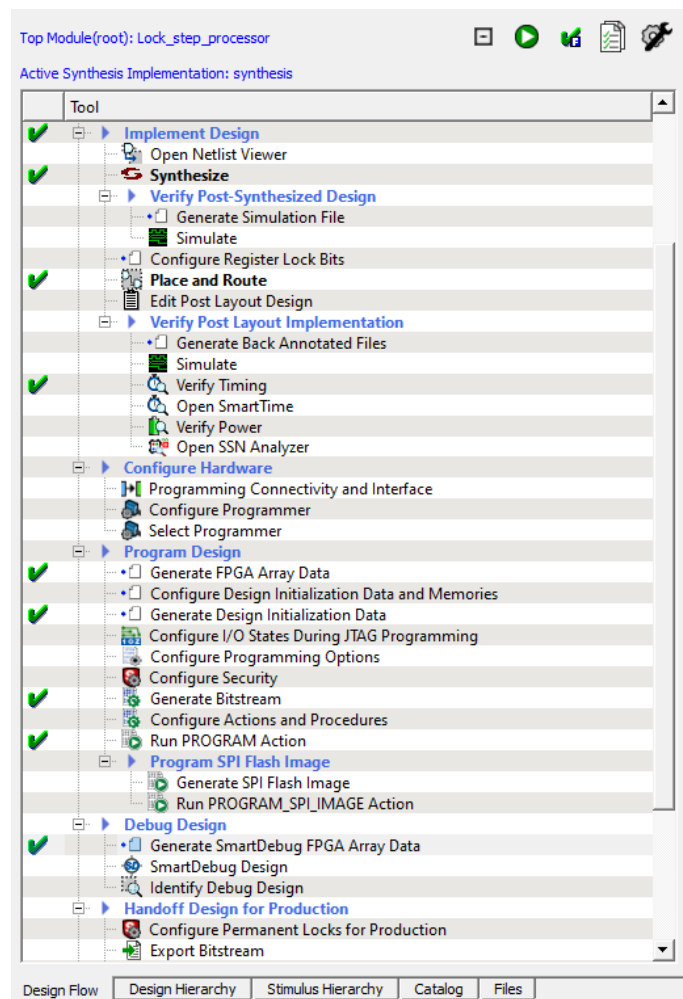 Top Module(root): Lock_step_processor
Active Synthesis Implementation: synthesis
Tool
Implement Design
Open Netlist Viewer
Synthesize
Verify Post-Synthesized Design
Generate Simulation File
Simulate
Configure Register Lock Bits
Place and Route
Edit Post Layout Design
Verify Post Layout Implementation
Generate Back Annotated Files
Simulate
Verify Timing
Open SmartTime
Verify Power
Open SSN Analyzer
Configure Hardware
Programming Connectivity and Interface
Configure Programmer
Select Programmer
Program Design
Generate FPGA Array Data
Configure Design Initialization Data and Memories
Generate Design Initialization Data
Configure I/O States During JTAG Programming
Configure Programming Options
Configure Security
Generate Bitstream
Configure Actions and Procedures
Run PROGRAM Action
Program SPI Flash Image
Generate SPI Flash Image
Run PROGRAM_SPI_IMAGE Action
Debug Design
Generate SmartDebug FPGA Array Data
SmartDebug Design
Identify Debug Design
Handoff Design for Production
Configure Permanent Locks for Production
Export Bitstream
Design Flow Design Hierarchy Stimulus Hierarchy Catalog Files